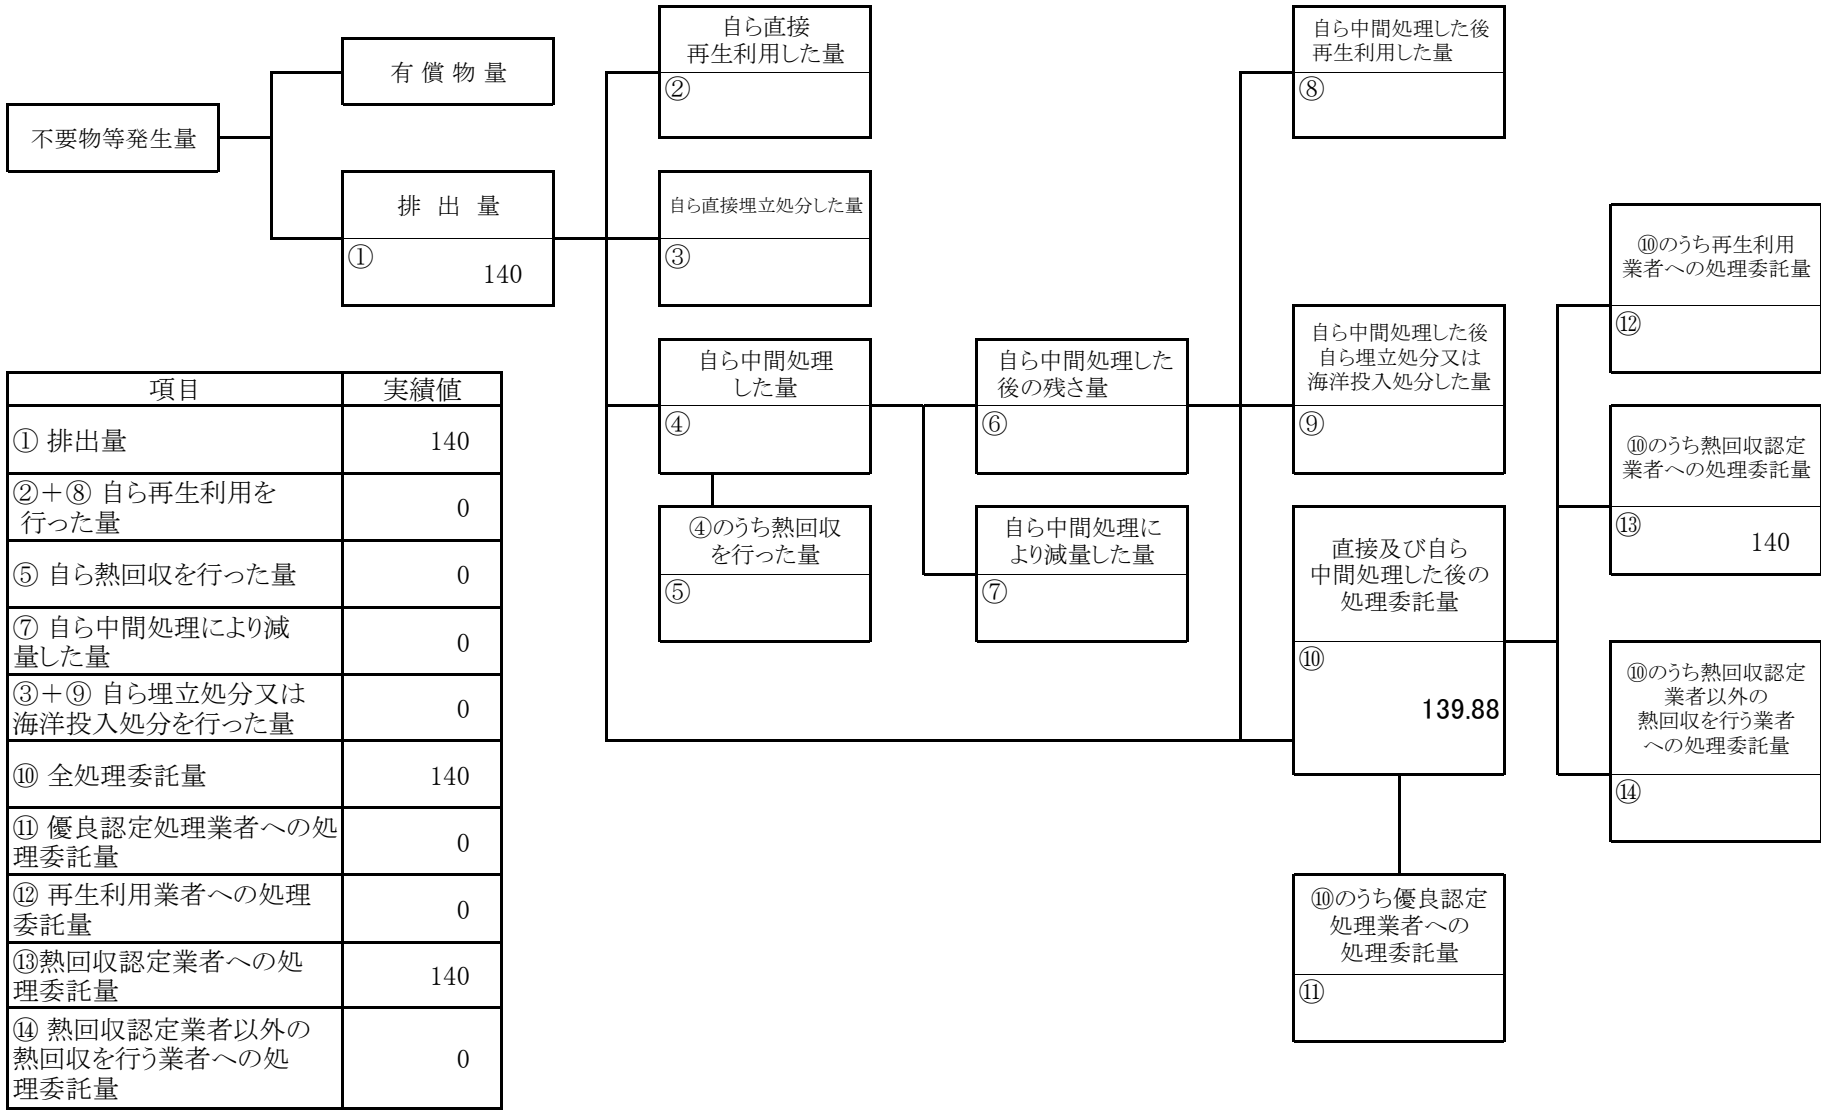 不要物等発生量
有償物量
排出量
①
140
自ら直接
再生利用した量
②
自ら直接埋立処分した量
③
自ら中間処理
した量
④
④のうち熱回収
を行った量
⑤
自ら中間処理した
後の残さ量
⑥
自ら中間処理に
より減量した量
⑦
自ら中間処理した後
再生利用した量
⑧
自ら中間処理した後
自ら埋立処分又は
海洋投入処分した量
⑨
直接及び自ら
中間処理した後の
処理委託量
⑩
139.88
⑩のうち優良認定
処理業者への
処理委託量
⑪
⑩のうち再生利用
業者への処理委託量
⑫
⑩のうち熱回収認定
業者への処理委託量
⑬
140
⑩のうち熱回収認定
業者以外の
熱回収を行う業者
への処理委託量
⑭
項目 実績値
① 排出量 140
②＋⑧ 自ら再生利用を
行った量 0
⑤ 自ら熱回収を行った量 0
⑦ 自ら中間処理により減
量した量 0
③＋⑨ 自ら埋立処分又は
海洋投入処分を行った量 0
⑩ 全処理委託量 140
⑪ 優良認定処理業者への処
理委託量 0
⑫ 再生利用業者への処理
委託量 0
⑬熱回収認定業者への処
理委託量 140
⑭ 熱回収認定業者以外の
熱回収を行う業者への処
理委託量 0